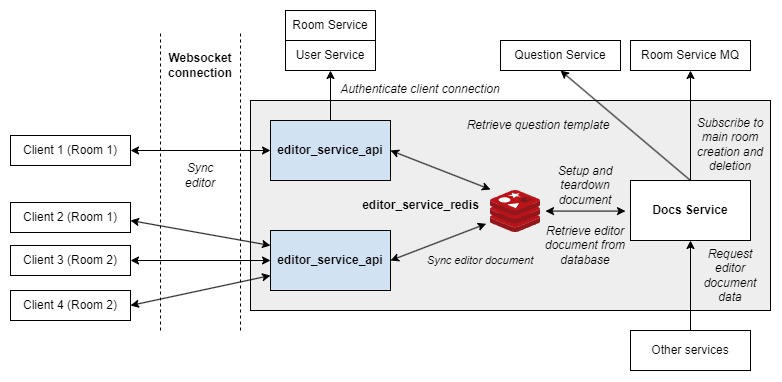 Room Service
User Service
Question Service
Room Service MQ
Websocket
connection
Authenticate client connection
Retrieve question template
Subscribe to
main room
creation and
deletion
Client 1 (Room 1)
Sync
editor
editor_service_api
Setup and
teardown
document
editor_service_redis
Docs Service
Client 2 (Room 1)
Client 3 (Room 2)
Client 4 (Room 2)
editor_service_api
Sync editor document
Retrieve editor
document from
database
Request
editor
document
data
Other services